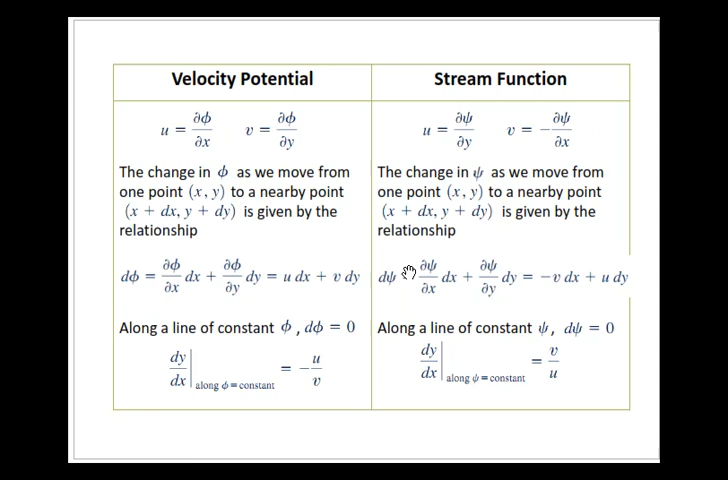 Velocity Potential
u = ∂ϕ/∂x v = ∂ϕ/∂y
The change in ϕ as we move from
one point (x, y) to a nearby point
(x + dx, y + dy) is given by the
relationship
dϕ = ∂ϕ/∂x dx + ∂ϕ/∂y dy = u dx + v dy
Along a line of constant ϕ , dϕ = 0
dy/dx | along ϕ = constant = − u/v
Stream Function
u = ∂ψ/∂y v = − ∂ψ/∂x
The change in ψ as we move from
one point (x, y) to a nearby point
(x + dx, y + dy) is given by the
relationship
dψ ∂ψ/∂x dx + ∂ψ/∂y dy = −v dx + u dy
Along a line of constant ψ, dψ = 0
dy/dx | along ψ = constant = v/u